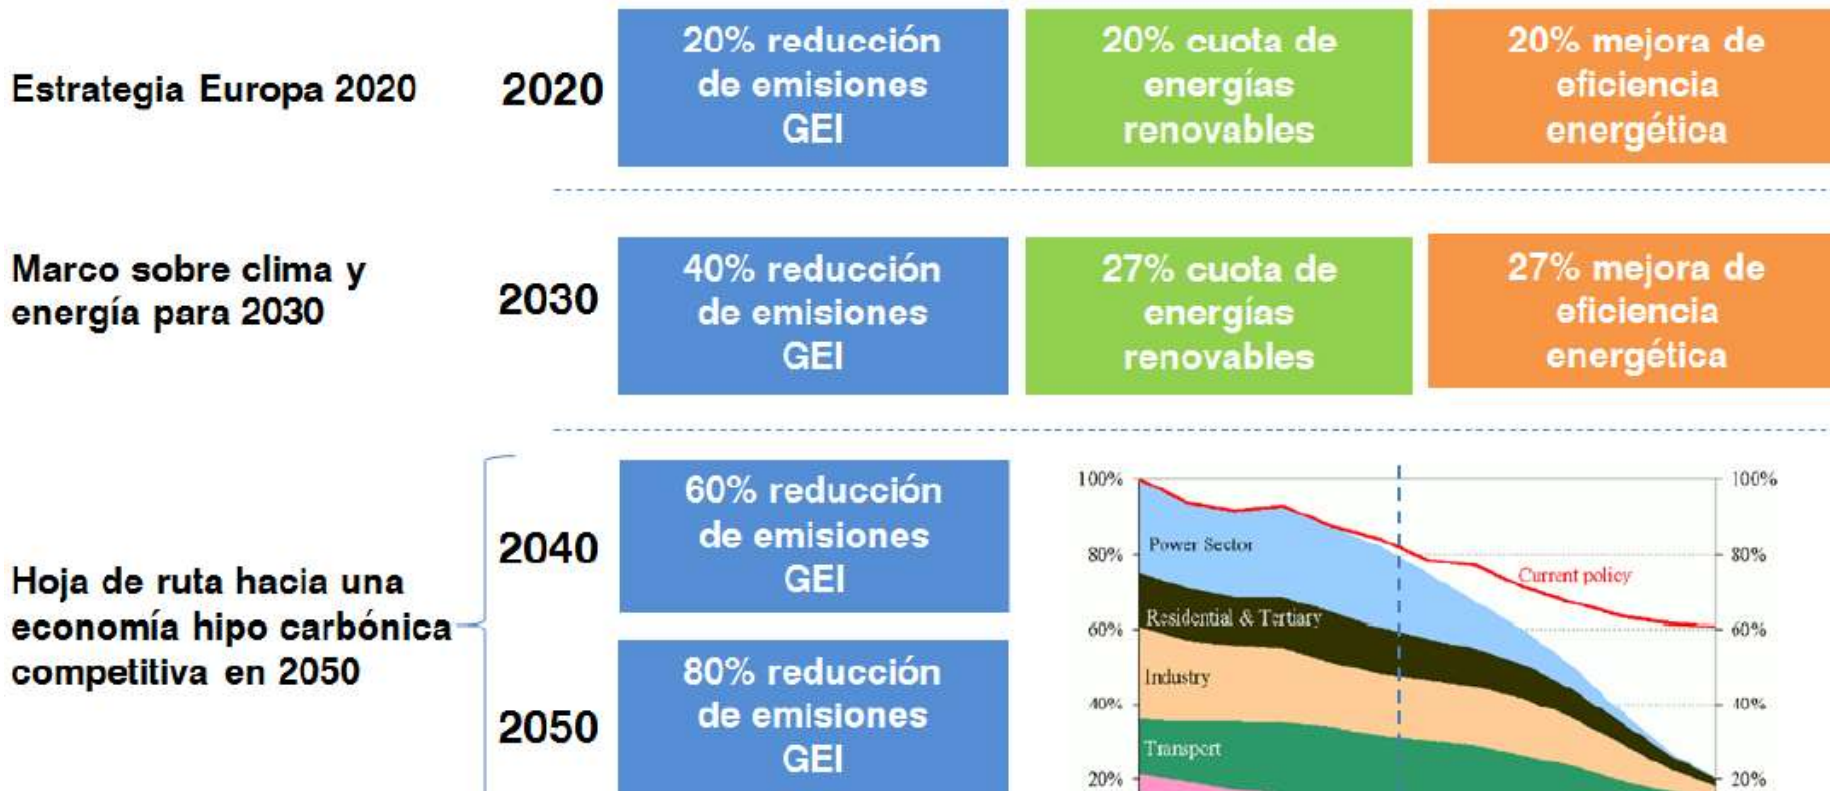 Estrategia Europa 2020
2020
20% reducción
de emisiones
GEI
20% cuota de
energías
renovables
20% mejora de
eficiencia
energética
Marco sobre clima y
energía para 2030
2030
40% reducción
de emisiones
GEI
27% cuota de
energías
renovables
27% mejora de
eficiencia
energética
Hoja de ruta hacia una
economía hipo carbónica
competitiva en 2050
2040
60% reducción
de emisiones
GEI
2050
80% reducción
de emisiones
GEI
100%
80%
60%
40%
20%
Power Sector
Residential & Tertiary
Industry
Transport
Current policy
100%
80%
60%
40%
20%